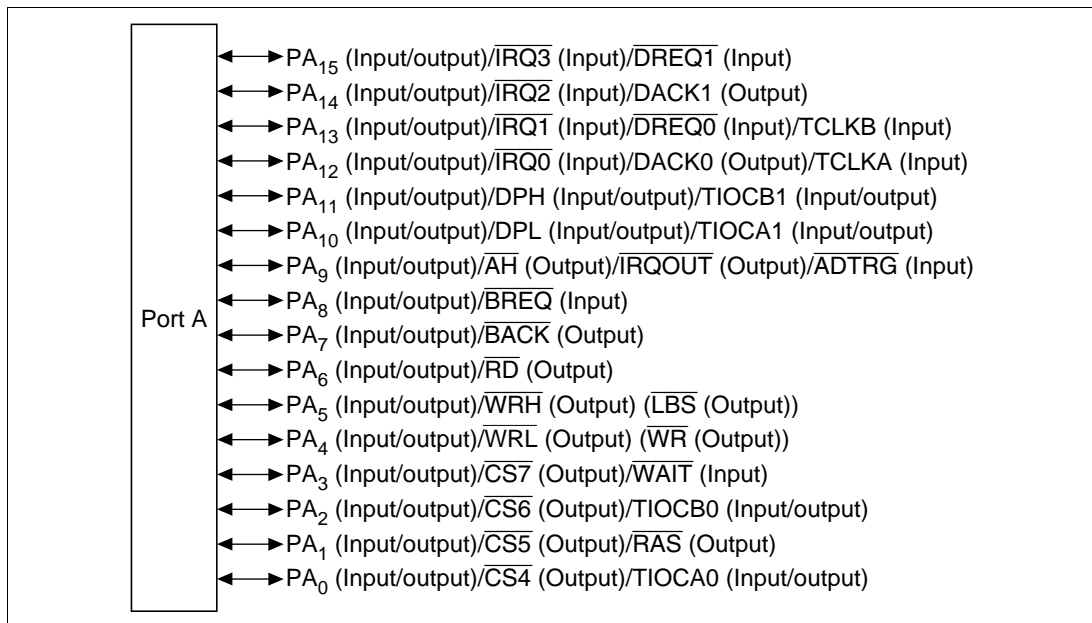 PA15 (Input/output)/IRQ3 (Input)/DREQ1 (Input)
PA14 (Input/output)/IRQ2 (Input)/DACK1 (Output)
PA13 (Input/output)/IRQ1 (Input)/DREQ0 (Input)/TCLKB (Input)
PA12 (Input/output)/IRQ0 (Input)/DACK0 (Output)/TCLKA (Input)
PA11 (Input/output)/DPH (Input/output)/TIOCB1 (Input/output)
PA10 (Input/output)/DPL (Input/output)/TIOCA1 (Input/output)
PA9 (Input/output)/AH (Output)/IRQOUT (Output)/ADTRG (Input)
PA8 (Input/output)/BREQ (Input)
Port A
PA7 (Input/output)/BACK (Output)
PA6 (Input/output)/RD (Output)
PA5 (Input/output)/WRH (Output) (LBS (Output))
PA4 (Input/output)/WRL (Output) (WR (Output))
PA3 (Input/output)/CS7 (Output)/WAIT (Input)
PA2 (Input/output)/CS6 (Output)/TIOCB0 (Input/output)
PA1 (Input/output)/CS5 (Output)/RAS (Output)
PA0 (Input/output)/CS4 (Output)/TIOCA0 (Input/output)